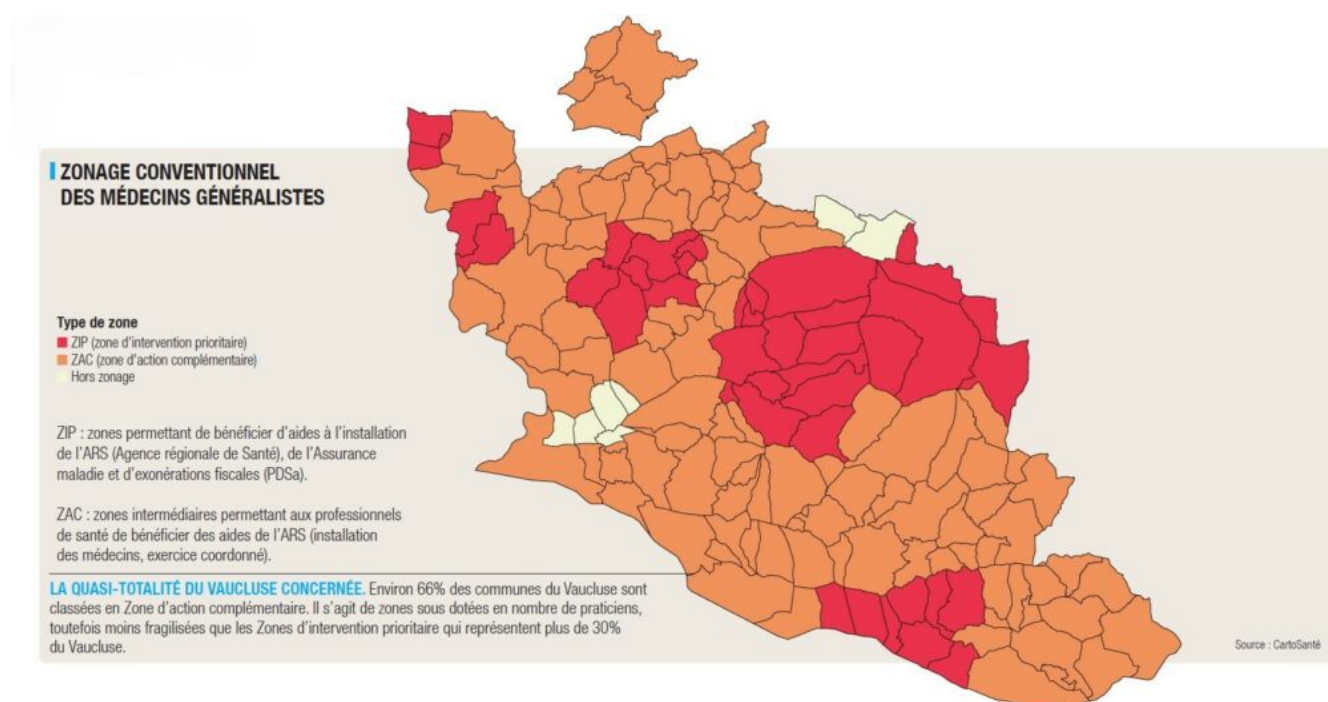 ZONAGE CONVENTIONNEL
DES MÉDECINS GÉNÉRALISTES
Type de zone
ZIP (zone d'intervention prioritaire)
ZAC (zone d'action complémentaire)
Hors zonage
ZIP : zones permettant de bénéficier d'aides à l'installation
de l'ARS (Agence régionale de Santé), de l'Assurance
maladie et d'exonérations fiscales (PDSa).
ZAC : zones intermédiaires permettant aux professionnels
de santé de bénéficier des aides de l'ARS (installation
des médecins, exercice coordonné).
LA QUASI-TOTALITÉ DU VAUCLUSE CONCERNÉE. Environ 66% des communes du Vaucluse sont
classées en Zone d'action complémentaire. Il s'agit de zones sous dotées en nombre de praticiens,
toutefois moins fragilisées que les Zones d'intervention prioritaire qui représentent plus de 30%
du Vaucluse.
Source : CartoSanté